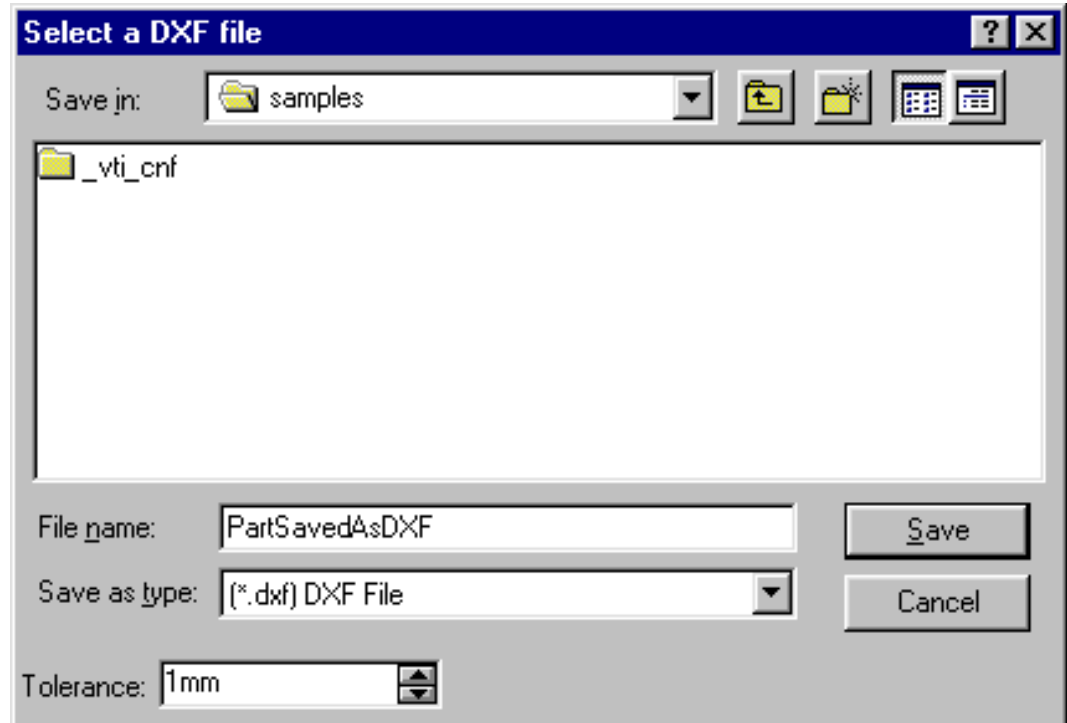 Select a DXF file
Save in: samples
_vti_cnf
File name: PartSavedAsDXF Save
Save as type: (*.dxf) DXF File Cancel
Tolerance: 1mm